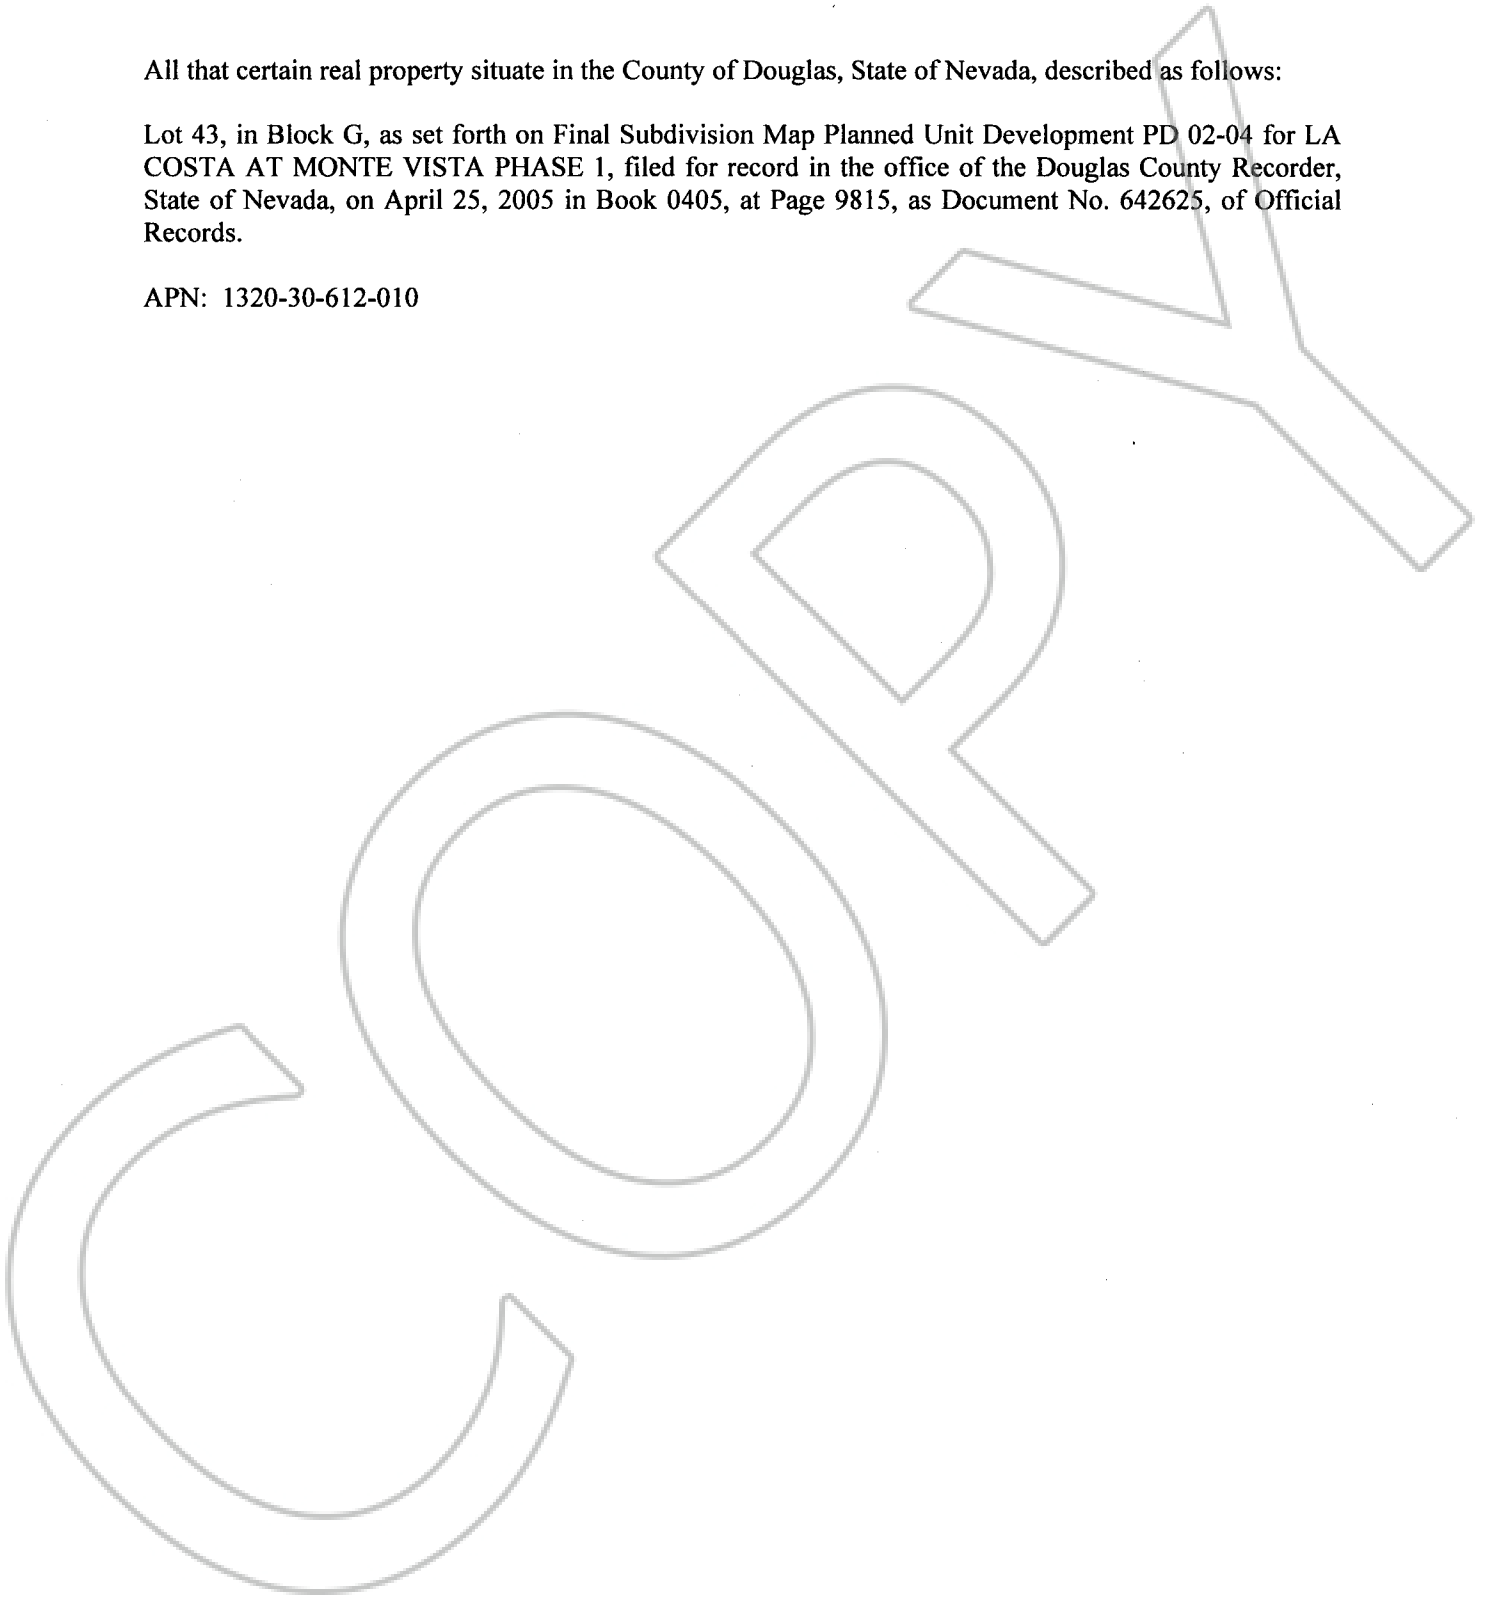 All that certain real property situate in the County of Douglas, State of Nevada, described as follows:
Lot 43, in Block G, as set forth on Final Subdivision Map Planned Unit Development PD 02-04 for LA
COSTA AT MONTE VISTA PHASE 1, filed for record in the office of the Douglas County Recorder,
State of Nevada, on April 25, 2005 in Book 0405, at Page 9815, as Document No. 642625, of Official
Records.
APN: 1320-30-612-010
COPY